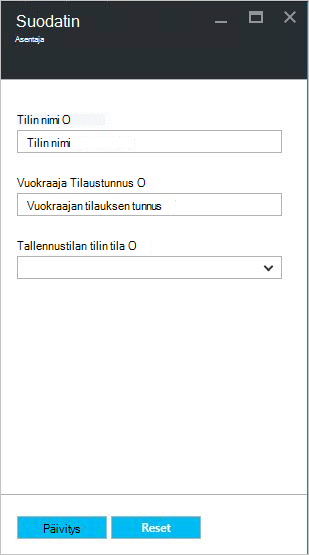 Suodatin
Asentaja
Tilin nimi O
Tilin nimi
Vuokraaja Tilaustunnus O
Vuokraajan tilauksen tunnus
Tallennustilan tilin tila O
Päivitys
Reset